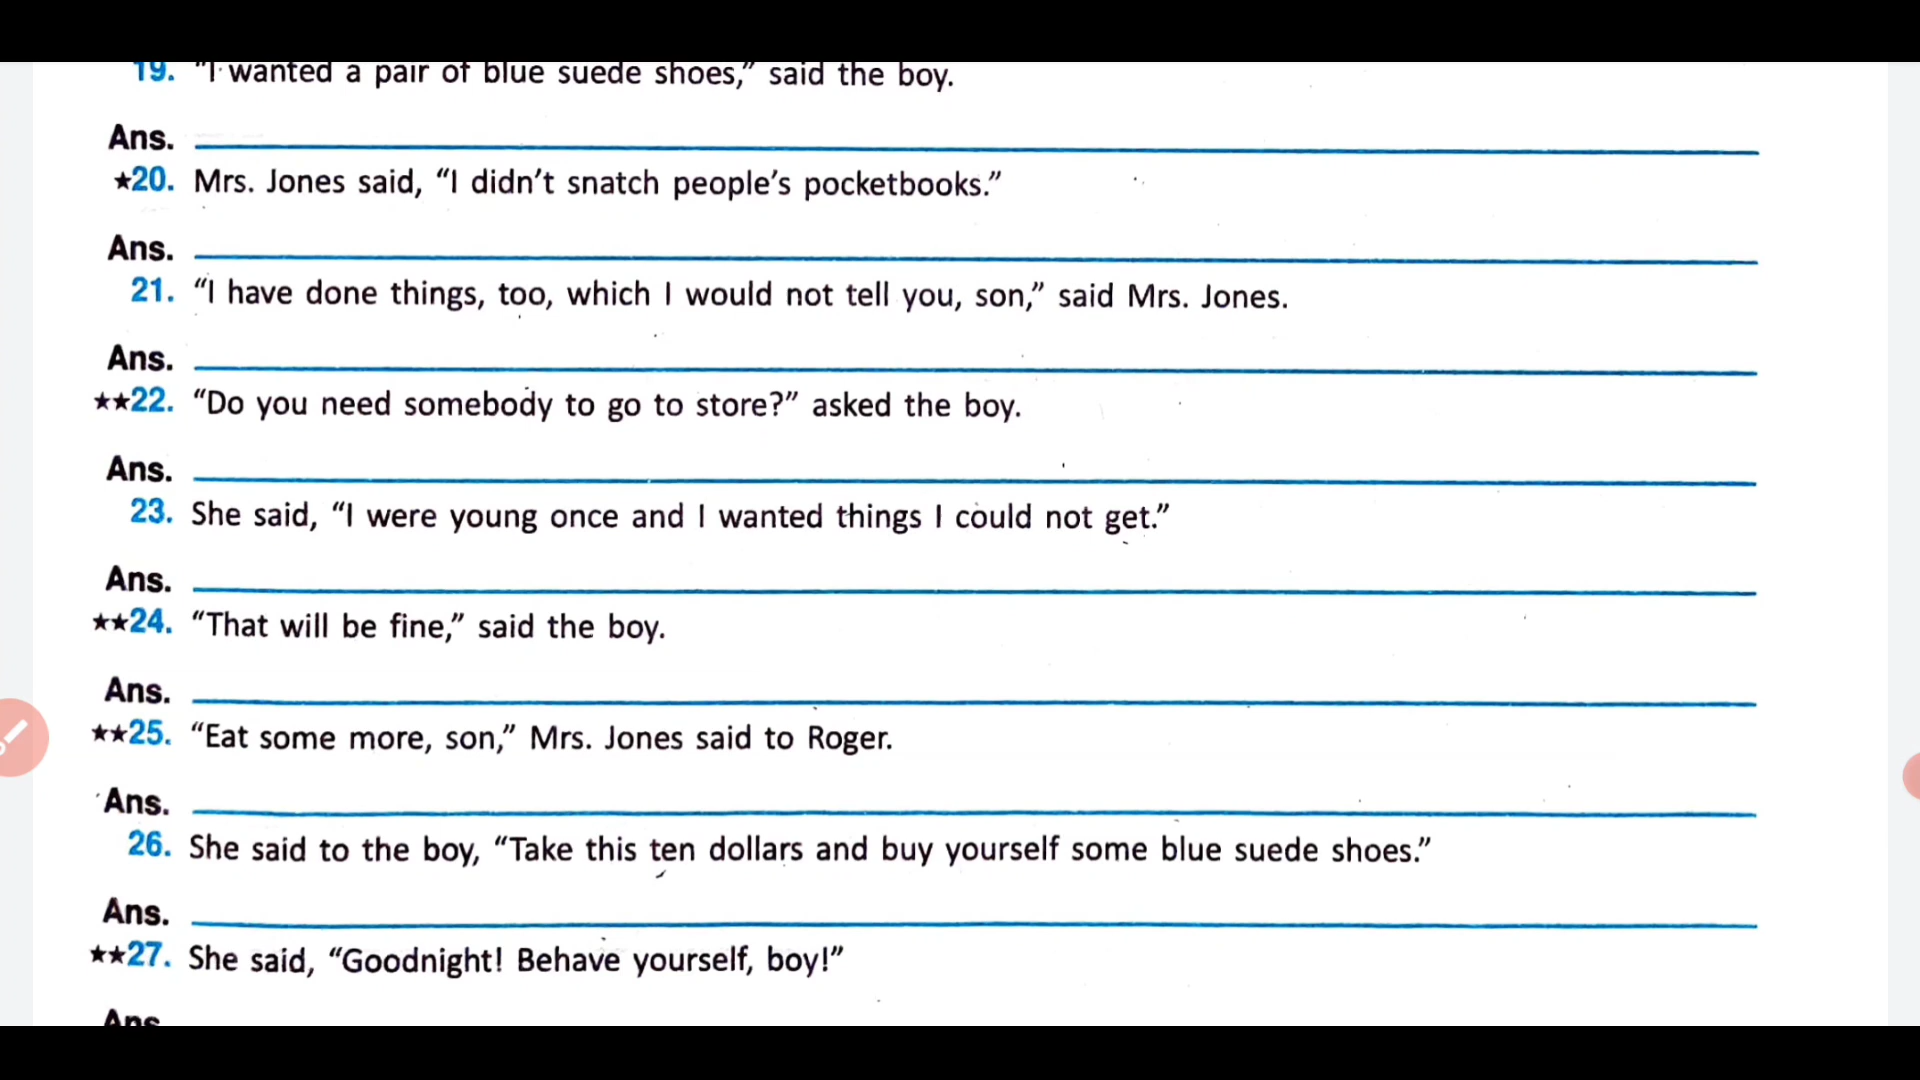 19. "I wanted a pair of blue suede shoes," said the boy.
Ans.
★20. Mrs. Jones said, “I didn’t snatch people’s pocketbooks.”
Ans.
21. “I have done things, too, which I would not tell you, son,” said Mrs. Jones.
Ans.
★★22. “Do you need somebody to go to store?” asked the boy.
Ans.
23. She said, “I were young once and I wanted things I could not get.”
Ans.
★★24. “That will be fine,” said the boy.
Ans.
★★25. “Eat some more, son,” Mrs. Jones said to Roger.
Ans.
26. She said to the boy, “Take this ten dollars and buy yourself some blue suede shoes.”
Ans.
★★27. She said, “Goodnight! Behave yourself, boy!”
Ans